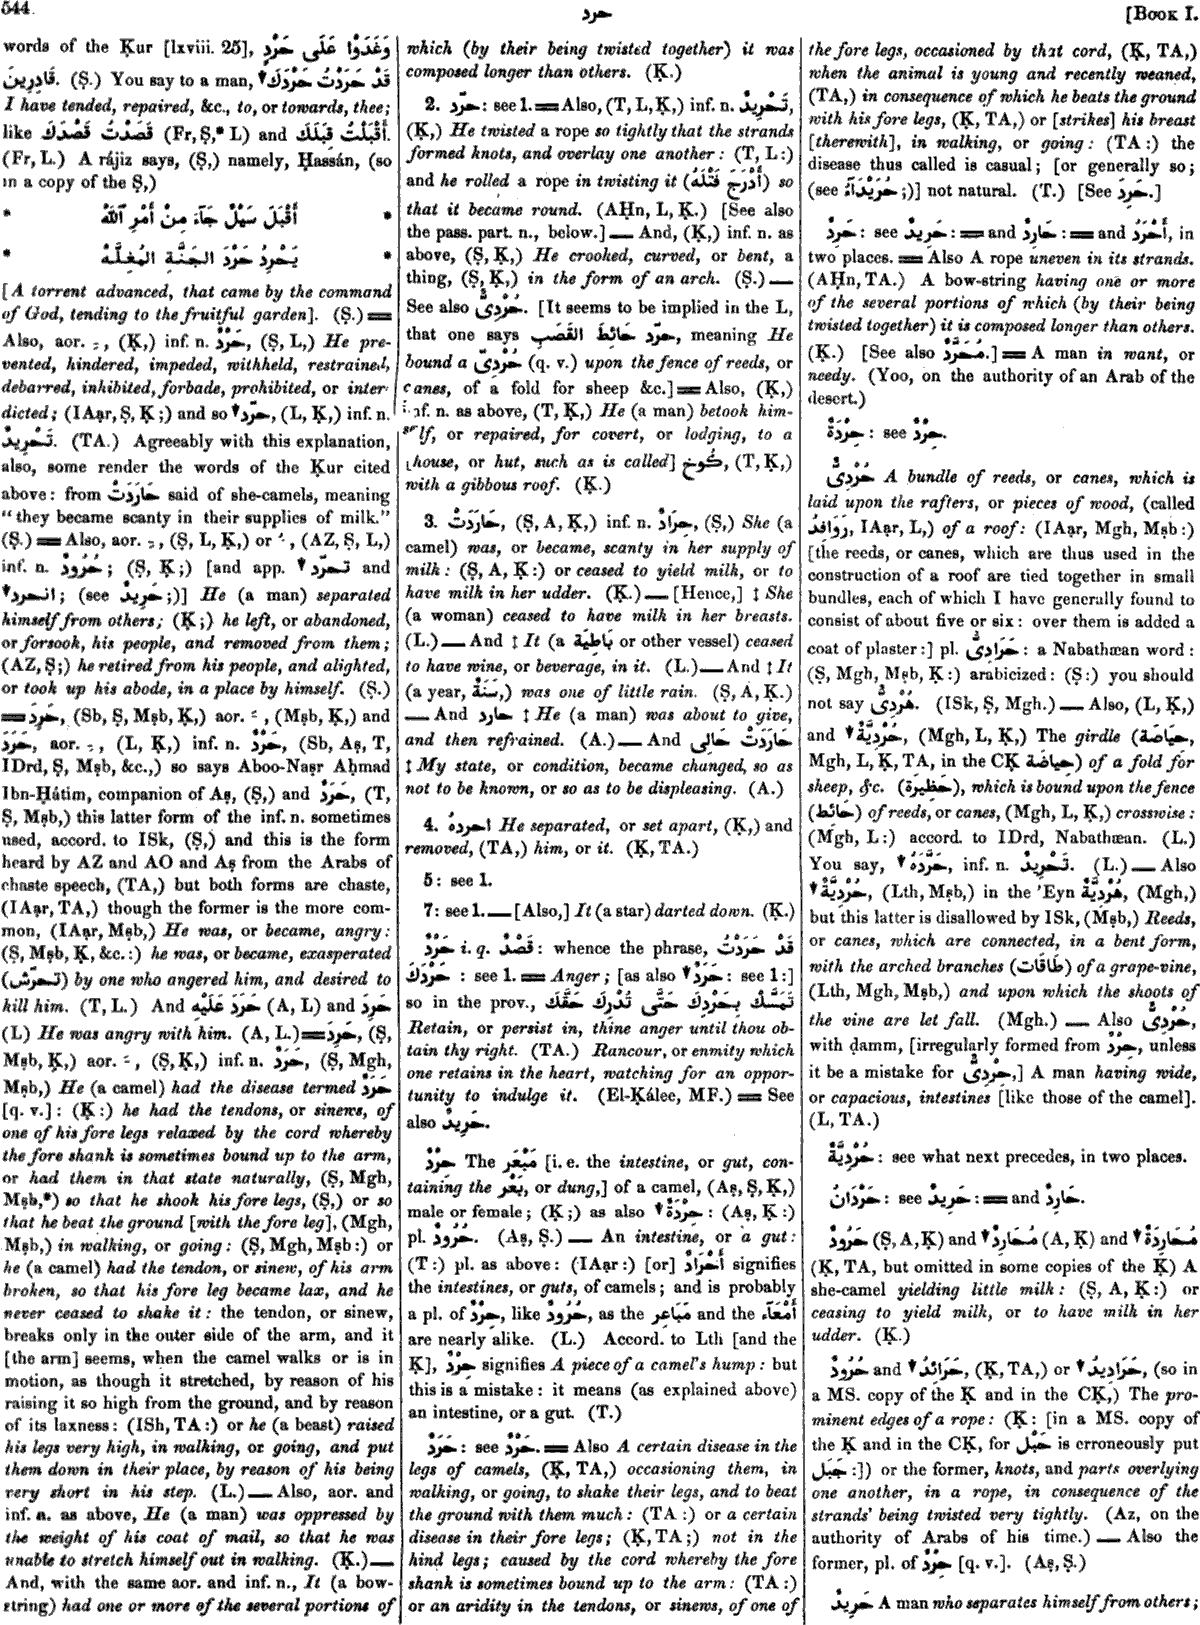 544
حرد
[Book I.
words of the Ḳur [lxviii. 25], وَغَدَوْا عَلَى حَرْدٍ
قَادِرِينَ. (Ṣ.) You say to a man, قَدْ حَرَدْتُ حَرْدَكَ
I have tended, repaired, &c., to, or towards, thee;
like قَصَدْتُ قَصْدَكَ (Fr, Ṣ,* L) and أَقْبَلْتُ قِبَلَكَ.
(Fr, L.) A rájiz says, (Ṣ,) namely, Ḥassán, (so
in a copy of the Ṣ,)
* أَقْبَلَ سَيْلٌ جَآءَ مِنْ أَمْرِ ٱللّٰهْ *
* يَحْرِدُ حَرْدَ الجَنَّةِ المُغِلَّهْ *
[A torrent advanced, that came by the command
of God, tending to the fruitful garden]. (Ṣ.) ==
Also, aor. ـِ, (Ḳ,) inf. n. حَرْدٌ, (Ṣ, L,) He pre-
vented, hindered, impeded, withheld, restrained,
debarred, inhibited, forbade, prohibited, or inter-
dicted; (IAạr, Ṣ, Ḳ;) and so حرّد, (L, Ḳ,) inf. n.
تَحْرِيدٌ. (TA.) Agreeably with this explanation,
also, some render the words of the Ḳur cited
above: from حَارَدَتْ said of she-camels, meaning
"they became scanty in their supplies of milk."
(Ṣ.) == Also, aor. ـِ, (Ṣ, L, Ḳ,) or ـُ, (AZ, Ṣ, L,)
inf. n. حُرُودٌ; (Ṣ, Ḳ;) [and app. تحرّد and
انحرد; (see حَرِيدٌ;)] He (a man) separated
himself from others; (Ḳ;) he left, or abandoned,
or forsook, his people, and removed from them;
(AZ, Ṣ;) he retired from his people, and alighted,
or took up his abode, in a place by himself. (Ṣ.)
== حَرِدَ, (Sb, Ṣ, Mṣb, Ḳ,) aor. ـَ, (Mṣb, Ḳ,) and
حَرَدَ, aor. ـِ, (L, Ḳ,) inf. n. حَرْدٌ, (Sb, Aṣ, T,
IDrd, Ṣ, Mṣb, &c.,) so says Aboo-Naṣr Aḥmad
Ibn-Ḥátim, companion of Aṣ, (Ṣ,) and حَرَدٌ, (T,
Ṣ, Mṣb,) this latter form of the inf. n. sometimes
used, accord. to ISk, (Ṣ,) and this is the form
heard by AZ and AO and Aṣ from the Arabs of
chaste speech, (TA,) but both forms are chaste,
(IAạr, TA,) though the former is the more com-
mon, (IAạr, Mṣb,) He was, or became, angry:
(Ṣ, Mṣb, Ḳ, &c.:) he was, or became, exasperated
(تَحَرَّشَ) by one who angered him, and desired to
kill him. (T, L.) And حَرَدَ عَلَيْهِ (A, L) and حَرِدَ
(L) He was angry with him. (A, L.) == حَرِدَ, (Ṣ,
Mṣb, Ḳ,) aor. ـَ, (Ṣ, Ḳ,) inf. n. حَرَدٌ, (Ṣ, Mgh,
Mṣb,) He (a camel) had the disease termed حَرَدٌ
[q. v.]: (Ḳ:) he had the tendons, or sinews, of
one of his fore legs relaxed by the cord whereby
the fore shank is sometimes bound up to the arm,
or had them in that state naturally, (Ṣ, Mgh,
Mṣb,*) so that he shook his fore legs, (Ṣ,) or so
that he beat the ground [with the fore leg], (Mgh,
Mṣb,) in walking, or going: (Ṣ, Mgh, Mṣb:) or
he (a camel) had the tendon, or sinew, of his arm
broken, so that his fore leg became lax, and he
never ceased to shake it: the tendon, or sinew,
breaks only in the outer side of the arm, and it
[the arm] seems, when the camel walks or is in
motion, as though it stretched, by reason of his
raising it so high from the ground, and by reason
of its laxness: (ISh, TA:) or he (a beast) raised
his legs very high, in walking, or going, and put
them down in their place, by reason of his being
very short in his step. (L.) — Also, aor. and
inf. n. as above, He (a man) was oppressed by
the weight of his coat of mail, so that he was
unable to stretch himself out in walking. (Ḳ.) —
And, with the same aor. and inf. n., It (a bow-
string) had one or more of the several portions of
which (by their being twisted together) it was
composed longer than others. (Ḳ.)
2. حرّد: see 1. == Also, (T, L, Ḳ,) inf. n. تَحْرِيدٌ,
(Ḳ,) He twisted a rope so tightly that the strands
formed knots, and overlay one another: (T, L:)
and he rolled a rope in twisting it (أَدْرَجَ فَتْلَهُ) so
that it became round. (AḤn, L, Ḳ.) [See also
the pass. part. n., below.] — And, (Ḳ,) inf. n. as
above, (Ṣ, Ḳ,) He crooked, curved, or bent, a
thing, (Ṣ, Ḳ,) in the form of an arch. (Ṣ.) —
See also حُرْدِىٌّ. [It seems to be implied in the L,
that one says حرّد حَائِطَ القَصَبِ, meaning He
bound a حُرْدِىّ (q. v.) upon the fence of reeds, or
canes, of a fold for sheep &c.] == Also, (Ḳ,)
inf. n. as above, (T, Ḳ,) He (a man) betook him-
self, or repaired, for covert, or lodging, to a
[house, or hut, such as is called] كُوخ, (T, Ḳ,)
with a gibbous roof. (Ḳ.)
3. حَارَدَتْ, (Ṣ, A, Ḳ,) inf. n. حِرَادٌ, (Ṣ,) She (a
camel) was, or became, scanty in her supply of
milk: (Ṣ, A, Ḳ:) or ceased to yield milk, or to
have milk in her udder. (Ḳ.) — [Hence,] ‡ She
(a woman) ceased to have milk in her breasts.
(L.) — And ‡ It (a بَاطِيَة or other vessel) ceased
to have wine, or beverage, in it. (L.) — And ‡ It
(a year, سَنَةٌ,) was one of little rain. (Ṣ, A, Ḳ.)
— And حارد ‡ He (a man) was about to give,
and then refrained. (A.) — And حَارَدَتْ حَالِى
‡ My state, or condition, became changed, so as
not to be known, or so as to be displeasing. (A.)
4. احردهُ He separated, or set apart, (Ḳ,) and
removed, (TA,) him, or it. (Ḳ, TA.)
5: see 1.
7: see 1. — [Also,] It (a star) darted down. (Ḳ.)
حَرْدٌ i. q. قَصْدٌ: whence the phrase, قَدْ حَرَدْتُ
حَرْدَكَ: see 1. == Anger; [as also حَرَدٌ: see 1:]
so in the prov., تَمَسَّكْ بِحَرْدِكَ حَتَّى تُدْرِكَ حَقَّكَ
Retain, or persist in, thine anger until thou ob-
tain thy right. (TA.) Rancour, or enmity which
one retains in the heart, watching for an oppor-
tunity to indulge it. (El-Ḳálee, MF.) == See
also حَرِيدٌ.
حِرْدٌ The مَبْعَر [i. e. the intestine, or gut, con-
taining the بَعْر, or dung,] of a camel, (Aṣ, Ṣ, Ḳ,)
male or female; (Ḳ;) as also حِرْدَةٌ: (Aṣ, Ḳ:)
pl. حُرُودٌ. (Aṣ, Ṣ.) — An intestine, or a gut:
(T:) pl. as above: (IAạr:) [or] أَحْرَادٌ signifies
the intestines, or guts, of camels; and is probably
a pl. of حِرْدٌ, like حُرُودٌ, as the مَبَاعِر and the أَمْعَآء
are nearly alike. (L.) Accord. to Lth [and the
Ḳ], حِرْدٌ signifies A piece of a camel's hump: but
this is a mistake: it means (as explained above)
an intestine, or a gut. (T.)
حَرَدٌ: see حَرْدٌ. == Also A certain disease in the
legs of camels, (Ḳ, TA,) occasioning them, in
walking, or going, to shake their legs, and to beat
the ground with them much: (TA:) or a certain
disease in their fore legs; (Ḳ, TA;) not in the
hind legs; caused by the cord whereby the fore
shank is sometimes bound up to the arm: (TA:)
or an aridity in the tendons, or sinews, of one of
the fore legs, occasioned by that cord, (Ḳ, TA,)
when the animal is young and recently weaned,
(TA,) in consequence of which he beats the ground
with his fore legs, (Ḳ, TA,) or [strikes] his breast
[therewith], in walking, or going: (TA:) the
disease thus called is casual; [or generally so;
(see حُرَيْدَآءُ;)] not natural. (T.) [See حَرِدَ.]
حَرِدٌ: see حَرِيدٌ: == and حَارِدٌ: == and أَحْرَدُ, in
two places. == Also A rope uneven in its strands.
(AḤn, TA.) A bow-string having one or more
of the several portions of which (by their being
twisted together) it is composed longer than others.
(Ḳ.) [See also مُحَرَّدٌ.] == A man in want, or
needy. (Yoo, on the authority of an Arab of the
desert.)
حِرْدَةٌ: see حِرْدٌ.
حُرْدِىٌّ A bundle of reeds, or canes, which is
laid upon the rafters, or pieces of wood, (called
رَوَافِدُ, IAạr, L,) of a roof: (IAạr, Mgh, Mṣb:)
[the reeds, or canes, which are thus used in the
construction of a roof are tied together in small
bundles, each of which I have generally found to
consist of about five or six: over them is added a
coat of plaster:] pl. حَرَادِىُّ: a Nabathæan word:
(Ṣ, Mgh, Mṣb, Ḳ:) arabicized: (Ṣ:) you should
not say هُرْدِىٌّ. (ISk, Ṣ, Mgh.) — Also, (L, Ḳ,)
and حُرْدِيَّةٌ, (Mgh, L, Ḳ,) The girdle (حِيَاصَة,
Mgh, L, Ḳ, TA, in the CḲ حِياضَة) of a fold for
sheep, &c. (حَظِيرَة), which is bound upon the fence
(حَائِط) of reeds, or canes, (Mgh, L, Ḳ,) crosswise:
(Mgh, L:) accord. to IDrd, Nabathæan. (L.)
You say, حَرَّدَهُ, inf. n. تَحْرِيدٌ. (L.) — Also
حُرْدِيَّةٌ, (Lth, Mṣb,) in the 'Eyn هُرْدِيَّةٌ, (Mgh,)
but this latter is disallowed by ISk, (Mṣb,) Reeds,
or canes, which are connected, in a bent form,
with the arched branches (طَاقَات) of a grape-vine,
(Lth, Mgh, Mṣb,) and upon which the shoots of
the vine are let fall. (Mgh.) — Also حُرْدِىٌّ,
with ḍamm, [irregularly formed from حِرْدٌ, unless
it be a mistake for حِرْدِىٌّ,] A man having wide,
or capacious, intestines [like those of the camel].
(L, TA.)
حُرْدِيَّةٌ: see what next precedes, in two places.
حَرْدَانُ: see حَرِيدٌ: == and حَارِدٌ.
حَرُودٌ (Ṣ, A, Ḳ) and مُحَارِدٌ (A, Ḳ) and مُحَارِدَةٌ
(Ḳ, TA, but omitted in some copies of the Ḳ) A
she-camel yielding little milk: (Ṣ, A, Ḳ:) or
ceasing to yield milk, or to have milk in her
udder. (Ḳ.)
حُرُودٌ and حَرَائِدُ, (Ḳ, TA,) or حَرَادِيدُ, (so in
a MS. copy of the Ḳ and in the CḲ,) The pro-
minent edges of a rope: (Ḳ: [in a MS. copy of
the Ḳ and in the CḲ, for حَبْل is erroneously put
جَبَل:]) or the former, knots, and parts overlying
one another, in a rope, in consequence of the
strands' being twisted very tightly. (Az, on the
authority of Arabs of his time.) — Also the
former, pl. of حِرْدٌ [q. v.]. (Aṣ, Ṣ.)
حَرِيدٌ A man who separates himself from others;